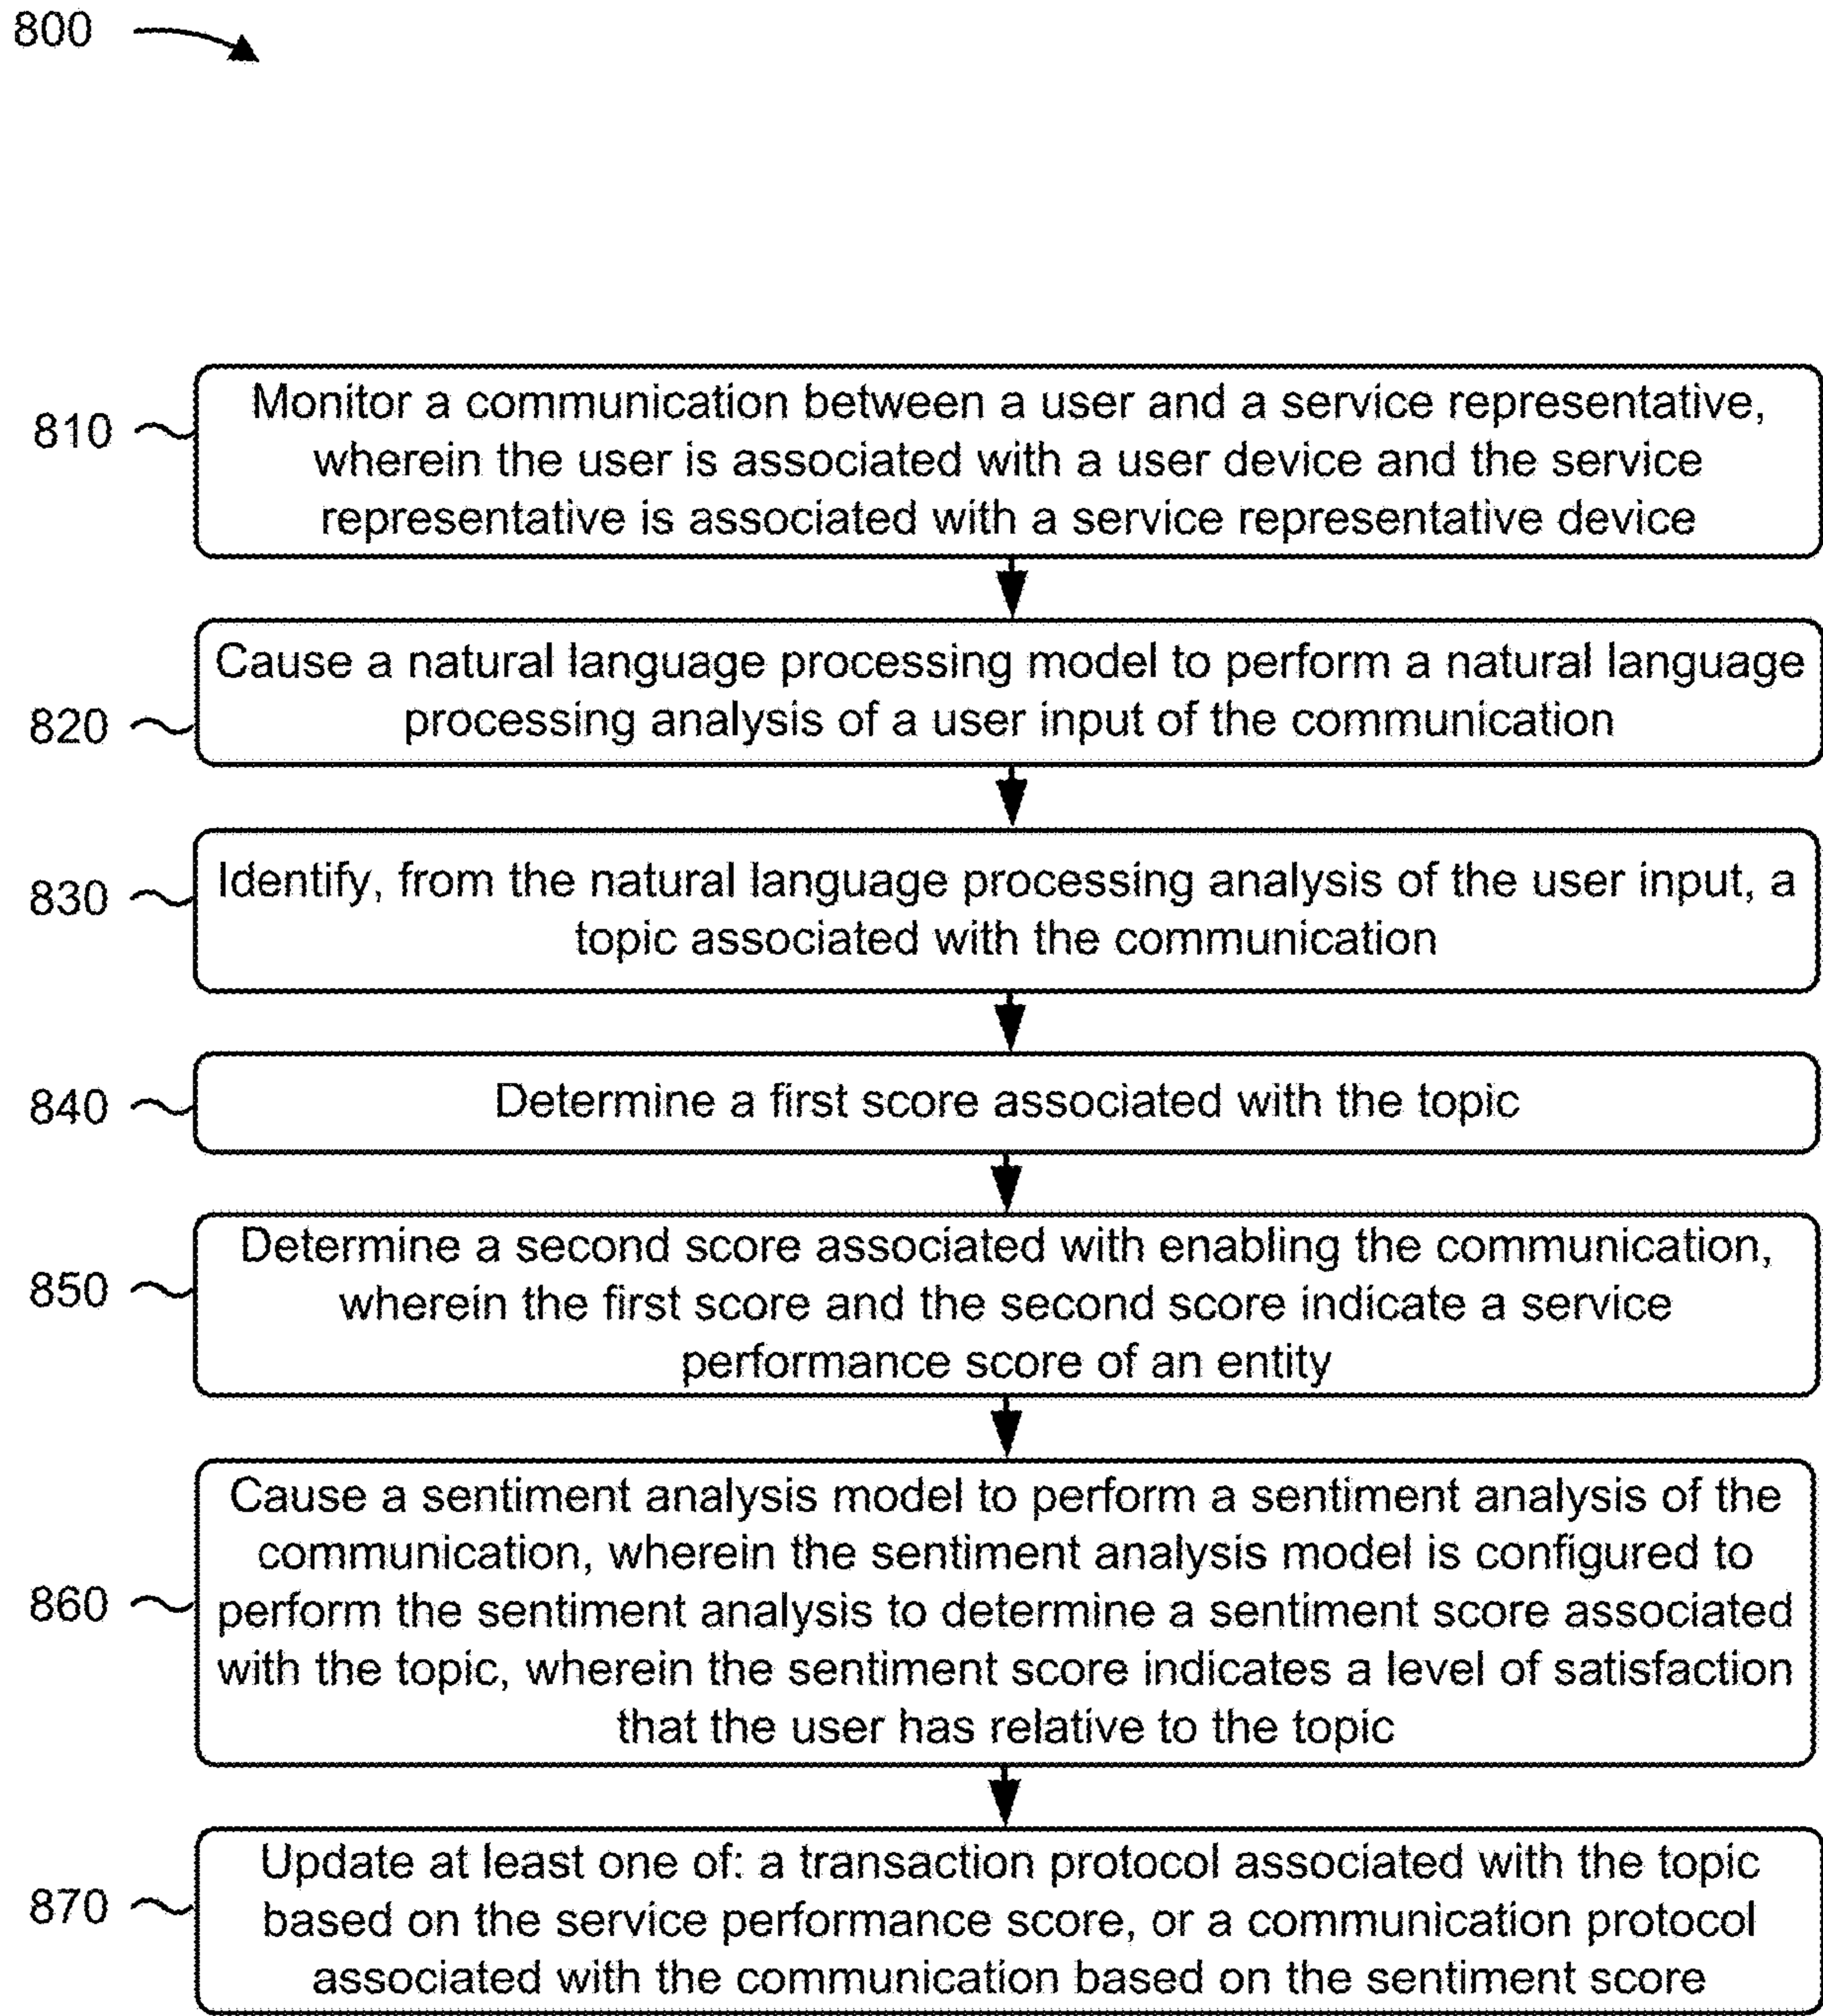 800
810
Monitor a communication between a user and a service representative,
wherein the user is associated with a user device and the service
representative is associated with a service representative device
820
Cause a natural language processing model to perform a natural language
processing analysis of a user input of the communication
830
Identify, from the natural language processing analysis of the user input, a
topic associated with the communication
840
Determine a first score associated with the topic
850
Determine a second score associated with enabling the communication,
wherein the first score and the second score indicate a service
performance score of an entity
860
Cause a sentiment analysis model to perform a sentiment analysis of the
communication, wherein the sentiment analysis model is configured to
perform the sentiment analysis to determine a sentiment score associated
with the topic, wherein the sentiment score indicates a level of satisfaction
that the user has relative to the topic
870
Update at least one of: a transaction protocol associated with the topic
based on the service performance score, or a communication protocol
associated with the communication based on the sentiment score